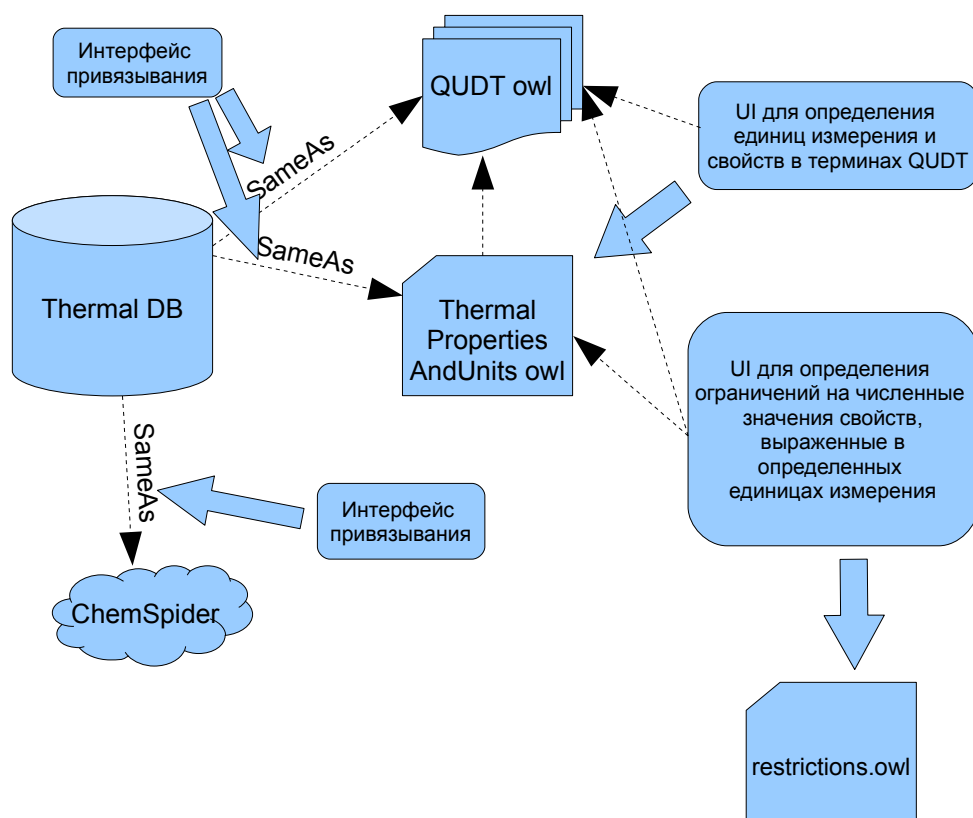 Интерфейс
привязывания
QUDT owl
UI для определения
единиц измерения и
свойств в терминах QUDT
SameAs
SameAs
Thermal DB
Thermal
Properties
AndUnits owl
UI для определения
ограничений на численные
значения свойств,
выраженные в
определенных
единицах измерения
SameAs
Интерфейс
привязывания
ChemSpider
restrictions.owl